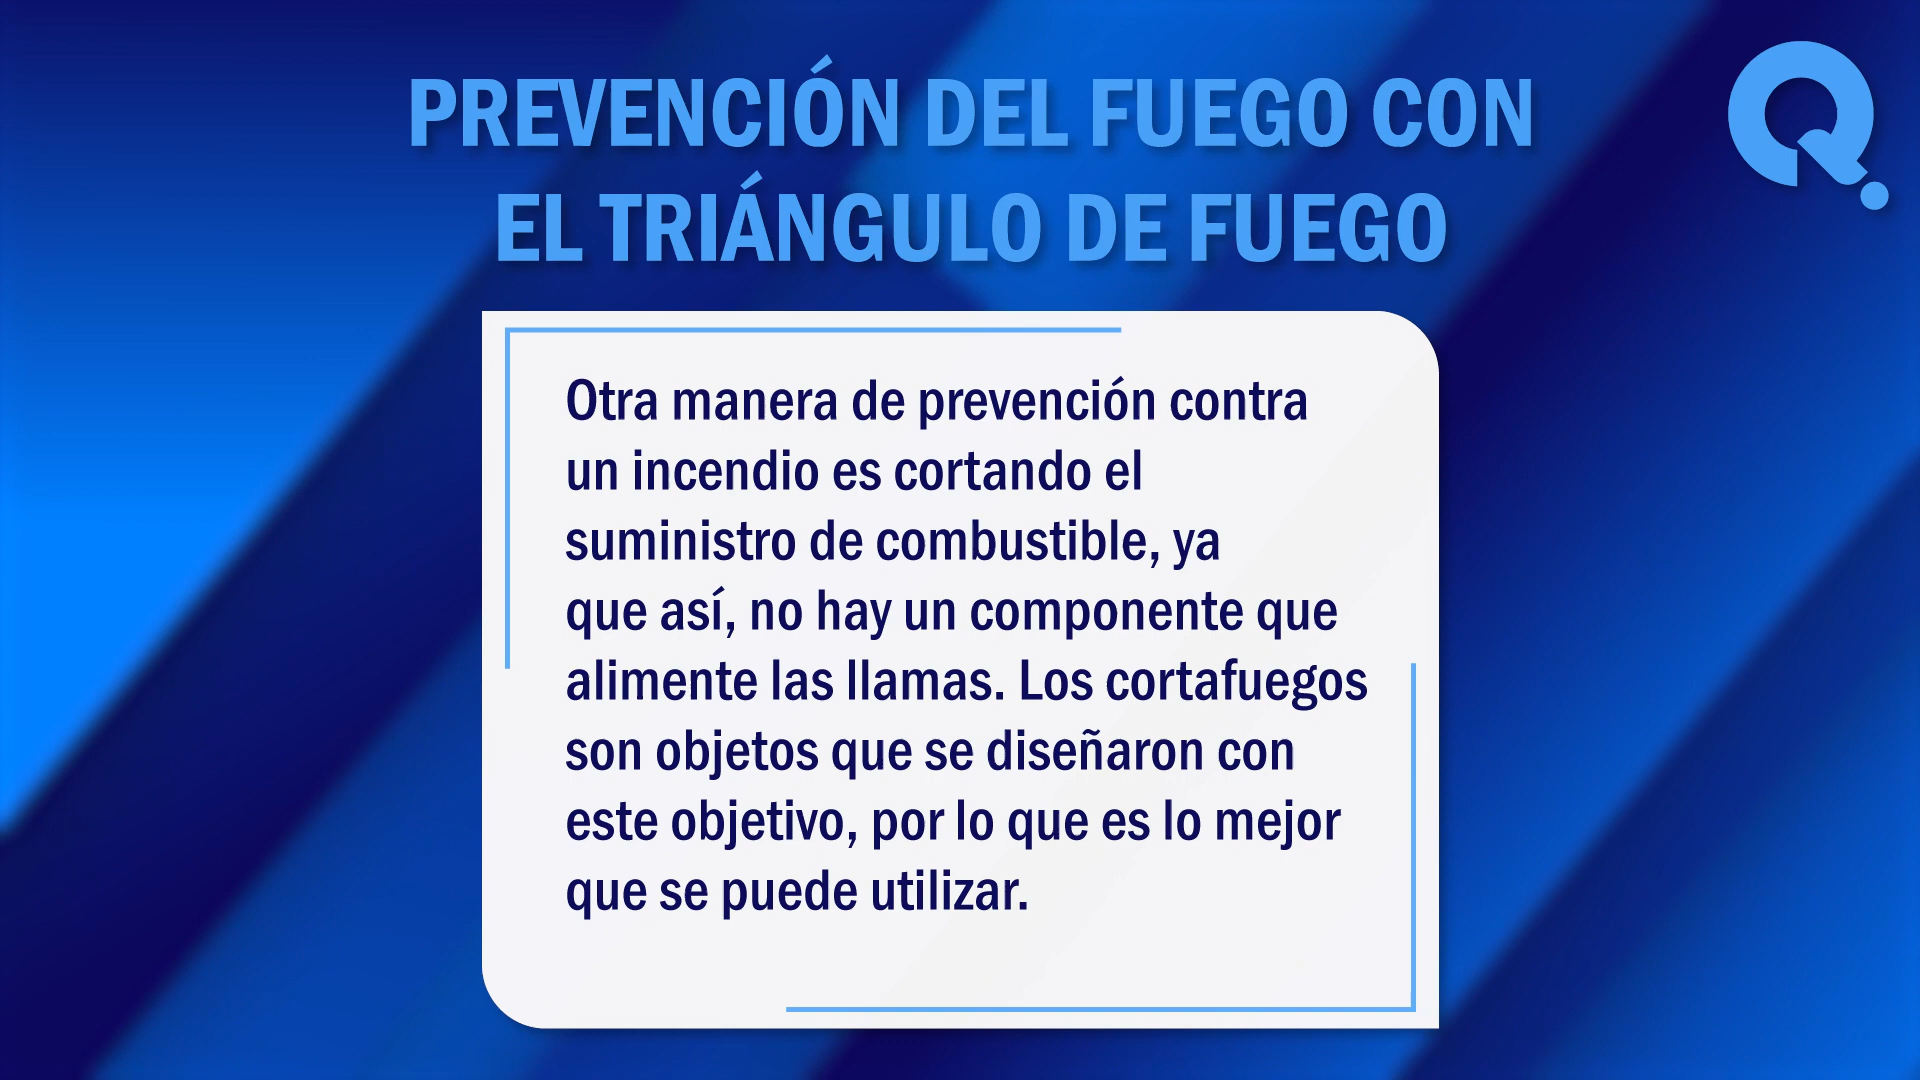 PREVENCIÓN DEL FUEGO CON
EL TRIÁNGULO DE FUEGO
Otra manera de prevención contra
un incendio es cortando el
suministro de combustible, ya
que así, no hay un componente que
alimente las llamas. Los cortafuegos
son objetos que se diseñaron con
este objetivo, por lo que es lo mejor
que se puede utilizar.